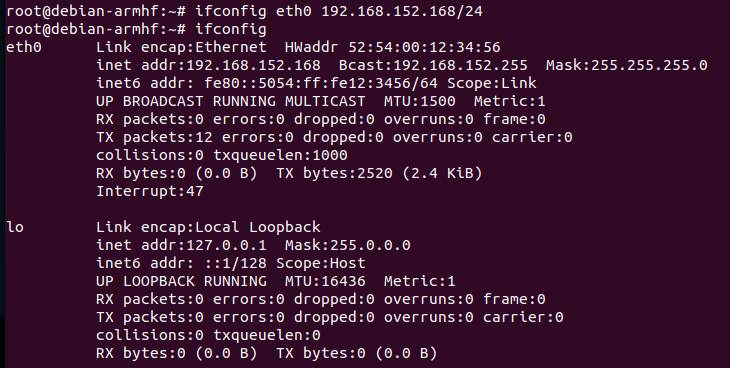 root@debian-armhf:~# ifconfig eth0 192.168.152.168/24
root@debian-armhf:~# ifconfig
eth0      Link encap:Ethernet  HWaddr 52:54:00:12:34:56
          inet addr:192.168.152.168  Bcast:192.168.152.255  Mask:255.255.255.0
          inet6 addr: fe80::5054:ff:fe12:3456/64 Scope:Link
          UP BROADCAST RUNNING MULTICAST  MTU:1500  Metric:1
          RX packets:0 errors:0 dropped:0 overruns:0 frame:0
          TX packets:12 errors:0 dropped:0 overruns:0 carrier:0
          collisions:0 txqueuelen:1000
          RX bytes:0 (0.0 B)  TX bytes:2520 (2.4 KiB)
          Interrupt:47

lo        Link encap:Local Loopback
          inet addr:127.0.0.1  Mask:255.0.0.0
          inet6 addr: ::1/128 Scope:Host
          UP LOOPBACK RUNNING  MTU:16436  Metric:1
          RX packets:0 errors:0 dropped:0 overruns:0 frame:0
          TX packets:0 errors:0 dropped:0 overruns:0 carrier:0
          collisions:0 txqueuelen:0
          RX bytes:0 (0.0 B)  TX bytes:0 (0.0 B)